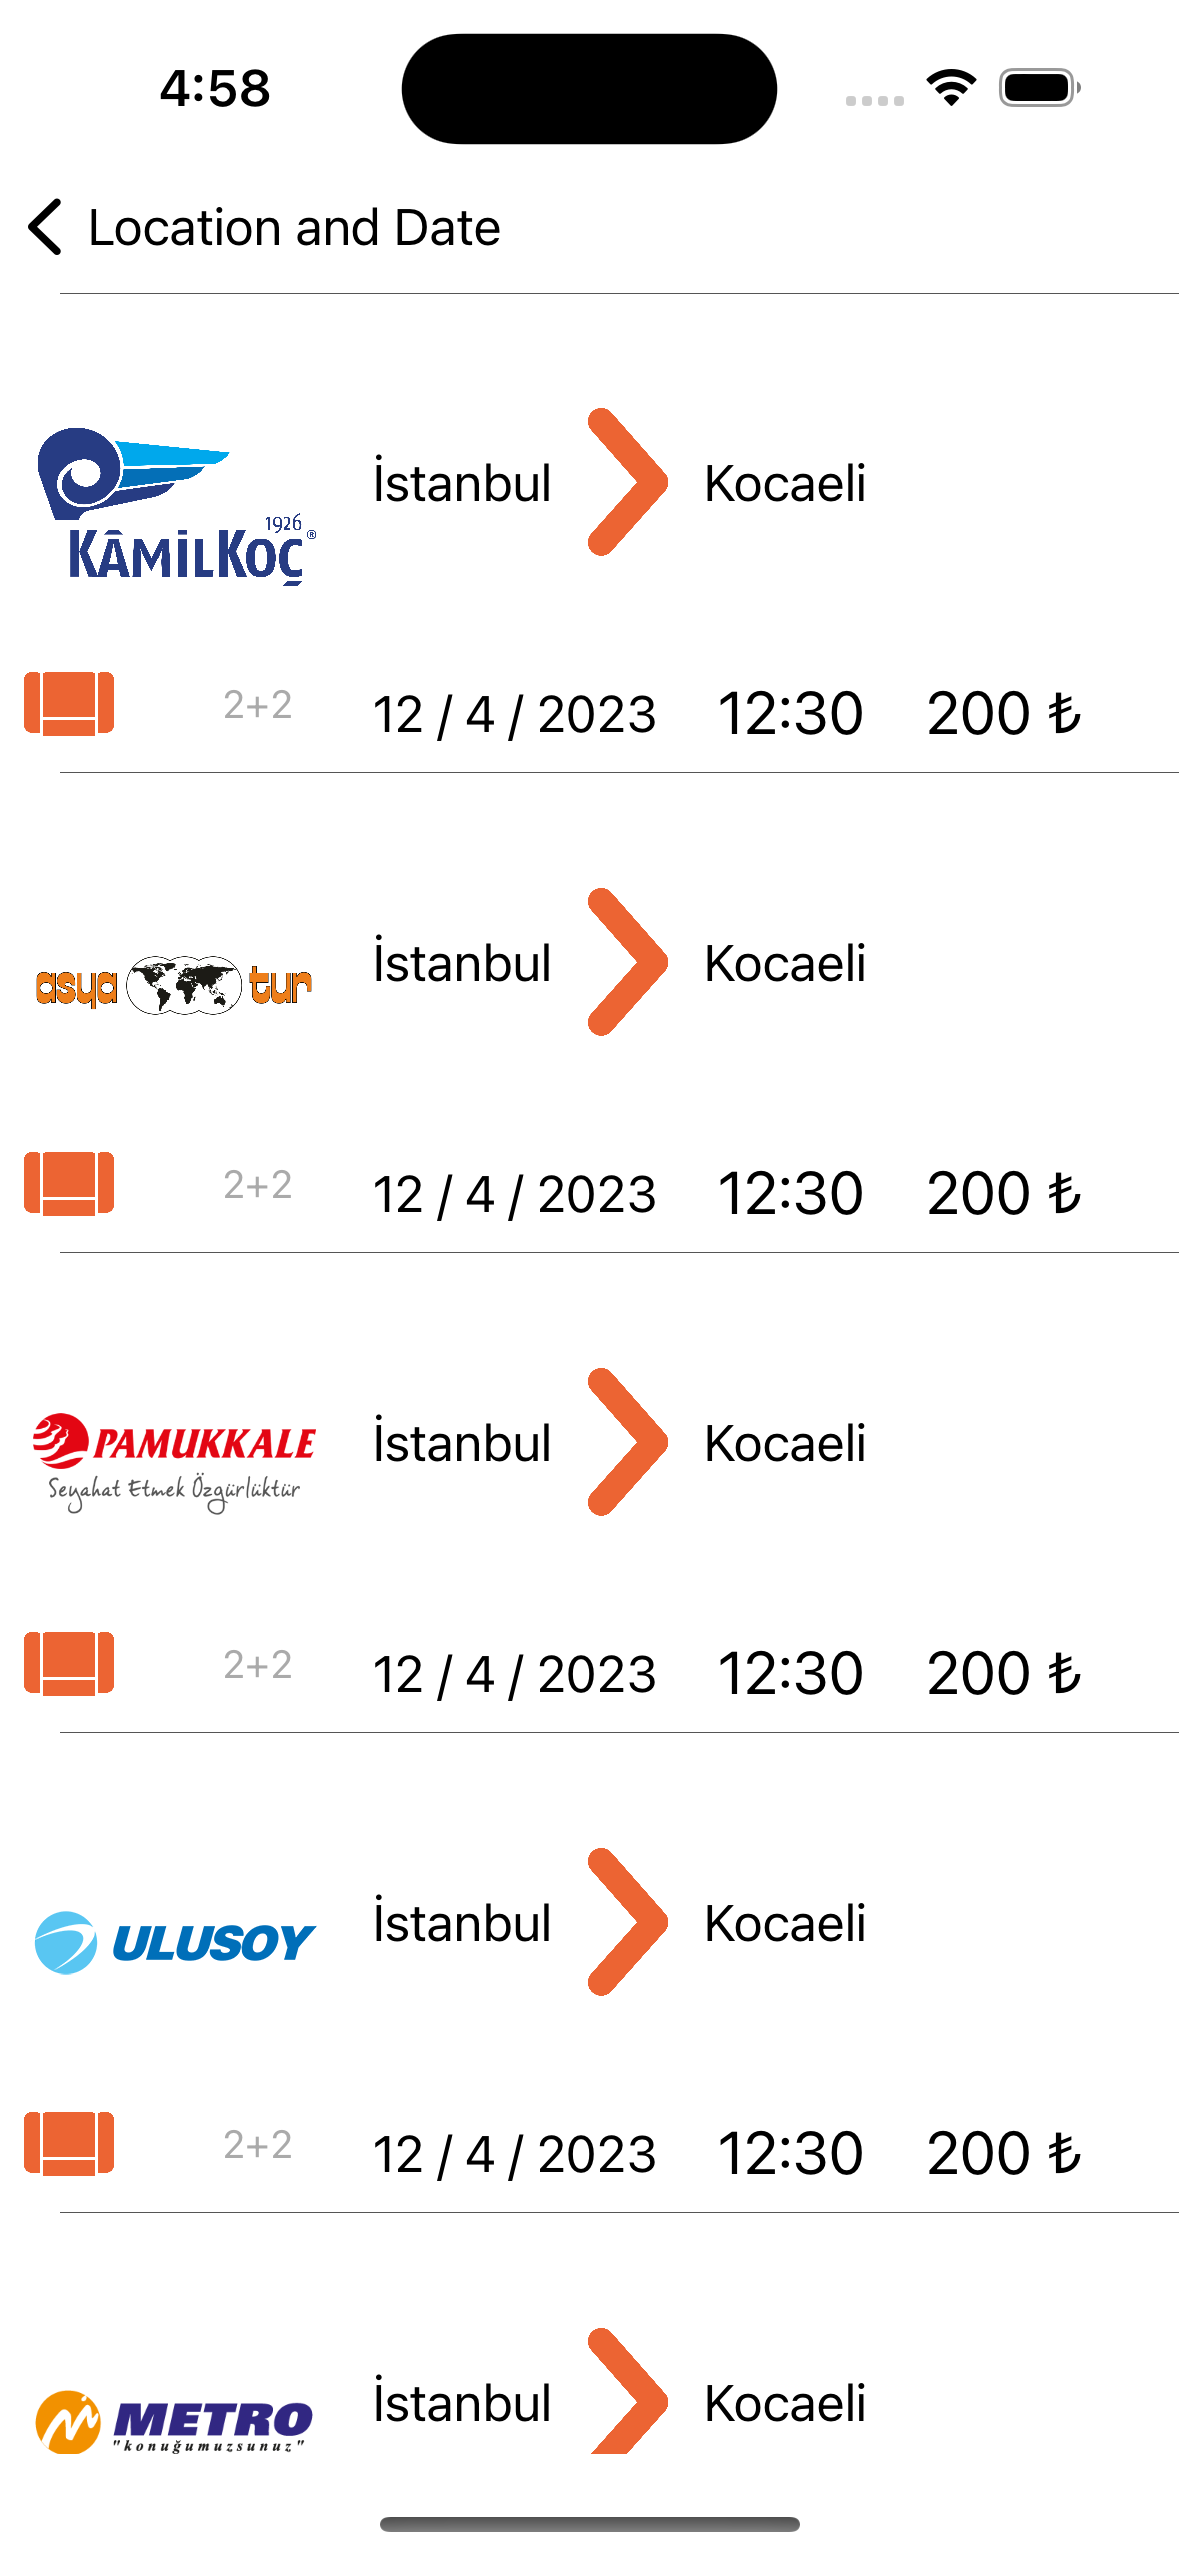 4:58
Location and Date
İstanbul Kocaeli
1926
KÂMİLKOÇ®
2+2 12 / 4 / 2023 12:30 200 ₺
asya tur İstanbul Kocaeli
2+2 12 / 4 / 2023 12:30 200 ₺
PAMUKKALE İstanbul Kocaeli
Seyahat Etmek Özgürlüktür
2+2 12 / 4 / 2023 12:30 200 ₺
ULUSOY İstanbul Kocaeli
2+2 12 / 4 / 2023 12:30 200 ₺
METRO İstanbul Kocaeli
"konuğumuzsunuz"